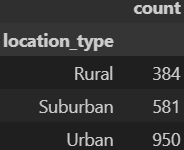 count
location_type
Rural 384
Suburban 581
Urban 950